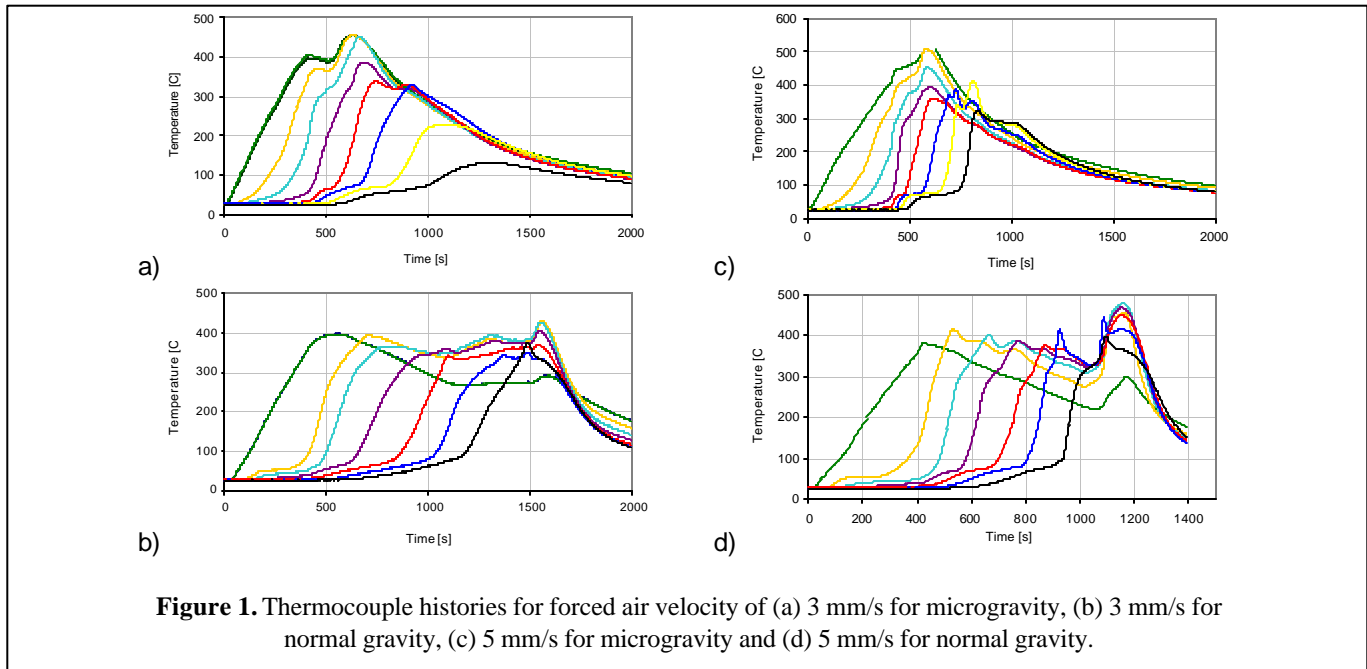 500
400
300
200
100
0
Temperature [C]
0 500 1000 1500 2000
Time [s]
a)
600
500
400
300
200
100
0
Temperature [C
0 500 1000 1500 2000
Time [s]
c)
500
400
300
200
100
0
Temperature [C
0 500 1000 1500 2000
Time [s]
b)
500
400
300
200
100
0
Temperature [C
0 200 400 600 800 1000 1200 1400
Time [s]
d)
Figure 1. Thermocouple histories for forced air velocity of (a) 3 mm/s for microgravity, (b) 3 mm/s for
normal gravity, (c) 5 mm/s for microgravity and (d) 5 mm/s for normal gravity.